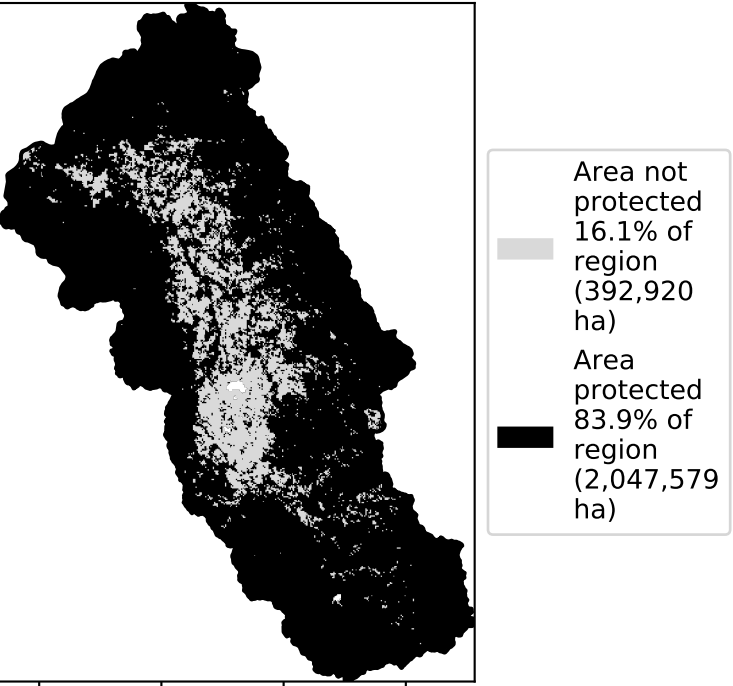 Area not
protected
16.1% of
region
(392,920
ha)
Area
protected
83.9% of
region
(2,047,579
ha)